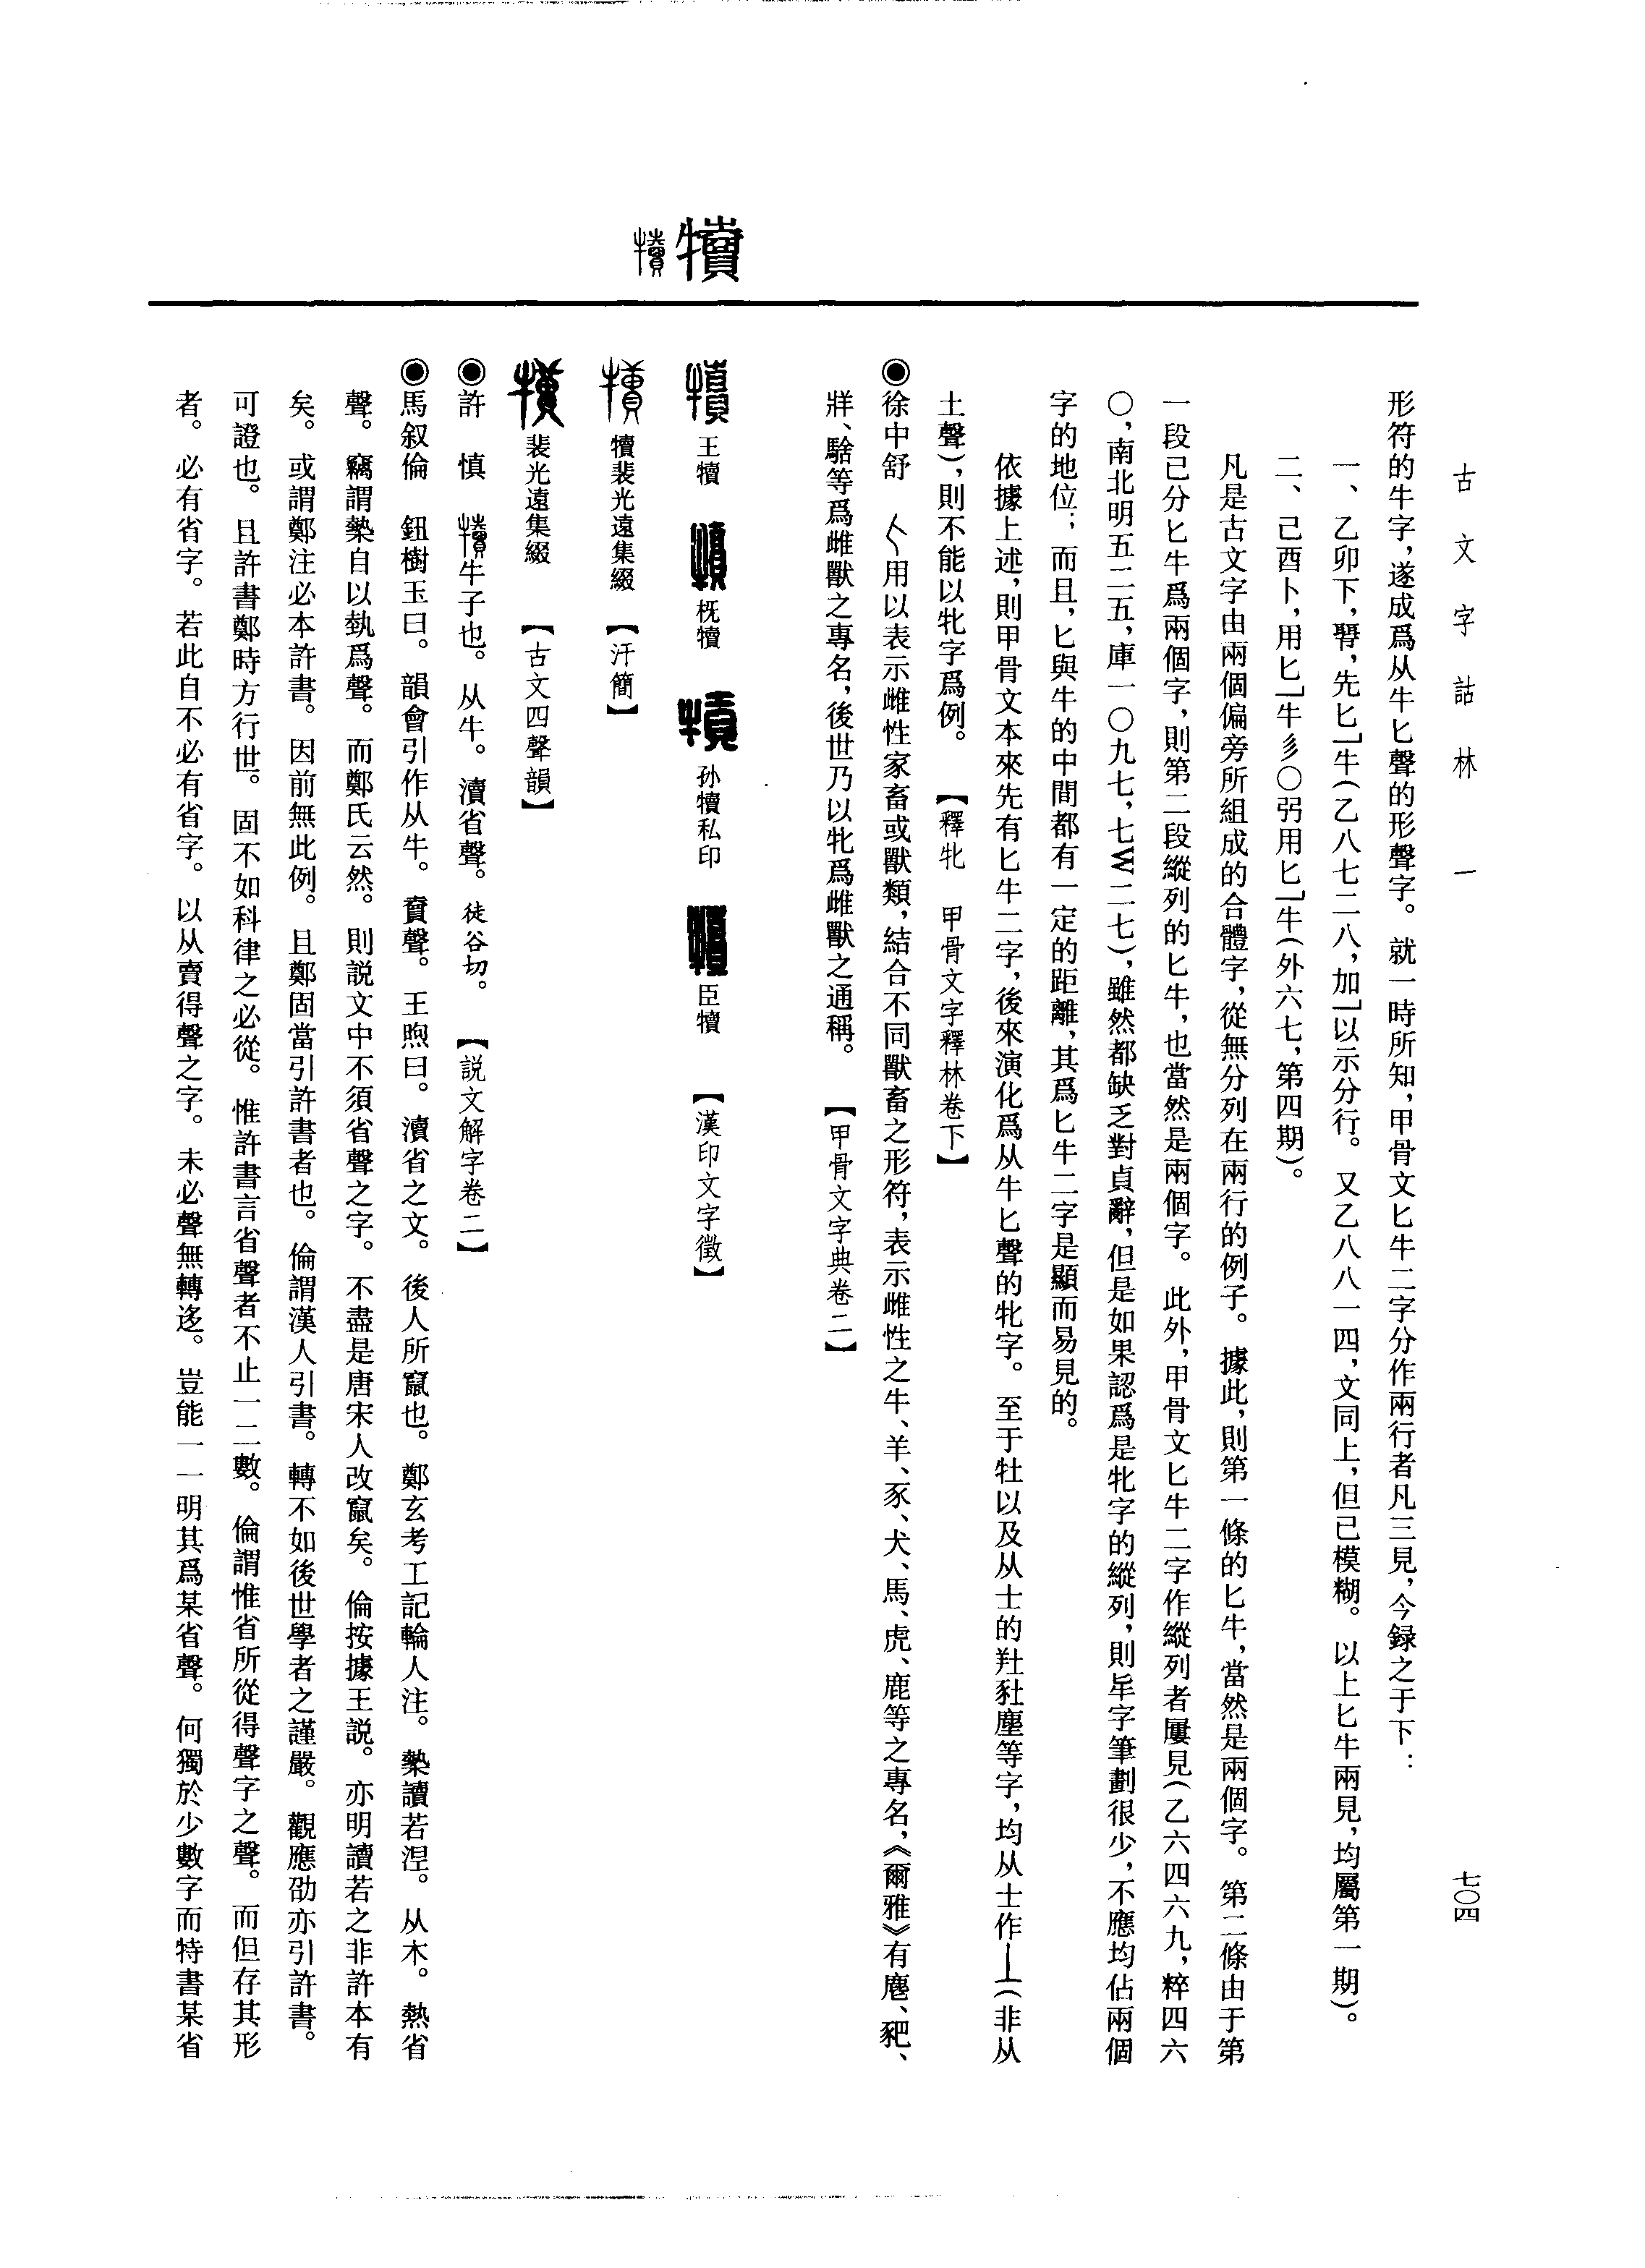 古文字詁林 一
七〇四
形符的牛字，遂成爲从牛匕聲的形聲字。就一時所知，甲骨文匕牛二字分作兩行者凡三見，今録之于下：
一、乙卯下，㞢，先匕㇕牛（乙八七二八，加㇕以示分行。又乙八八一四，文同上，但已模糊。以上匕牛兩見，均屬第一期）。
二、己酉卜，用匕㇕牛彡〇弜用匕㇕牛（外六七，第四期）。
凡是古文字由兩個偏旁所組成的合體字，從無分列在兩行的例子。據此，則第一條的匕牛，當然是兩個字。第二條由于第
一段已分匕牛爲兩個字，則第二段縱列的匕牛，也當然是兩個字。此外，甲骨文匕牛二字作縱列者屢見（乙六四六九，粹四六
〇，南北明五二五，庫一〇九七，七W二七），雖然都缺乏對貞辭，但是如果認爲是牝字的縱列，則㐄字筆劃很少，不應均佔兩個
字的地位；而且，匕與牛的中間都有一定的距離，其爲匕牛二字是顯而易見的。
依據上述，則甲骨文本來先有匕牛二字，後來演化爲从牛匕聲的牝字。至于牡以及从士的羘豛塵等字，均从士作⊥（非从
土聲），則不能以牝字爲例。 【釋牝 甲骨文字釋林卷下】
◉徐中舒 用以表示雌性家畜或獸類，結合不同獸畜之形符，表示雌性之牛、羊、豕、犬、馬、虎、鹿等之專名，《爾雅》有麀、豝、
牂、騇等爲雌獸之專名，後世乃以牝爲雌獸之通稱。 【甲骨文字典卷二】
犢
王犢 枑犢 孙犢私印 臣犢 【漢印文字徵】
犢裴光遠集綴 【汗簡】
裴光遠集綴 【古文四聲韻】
◉許 慎 犢牛子也。从牛。瀆省聲。徒谷切。 【説文解字卷二】
◉馬叙倫 鈕樹玉曰。韻會引作从牛。𧶠聲。王煦曰。瀆省之文。後人所竄也。鄭玄考工記輪人注。槷讀若涅。从木。熱省
聲。竊謂槷自以埶爲聲。而鄭氏云然。則説文中不須省聲之字。不盡是唐宋人改竄矣。倫按據王説。亦明讀若之非許本有
矣。或謂鄭注必本許書。因前無此例。且鄭固當引許書者也。倫謂漢人引書。轉不如後世學者之謹嚴。觀應劭亦引許書。
可證也。且許書鄭時方行世。固不如科律之必從。惟許書言省聲者不止一二數。倫謂惟省所從得聲字之聲。而但存其形
者。必有省字。若此自不必有省字。以从賣得聲之字。未必聲無轉迻。豈能一一明其爲某省聲。何獨於少數字而特書某省